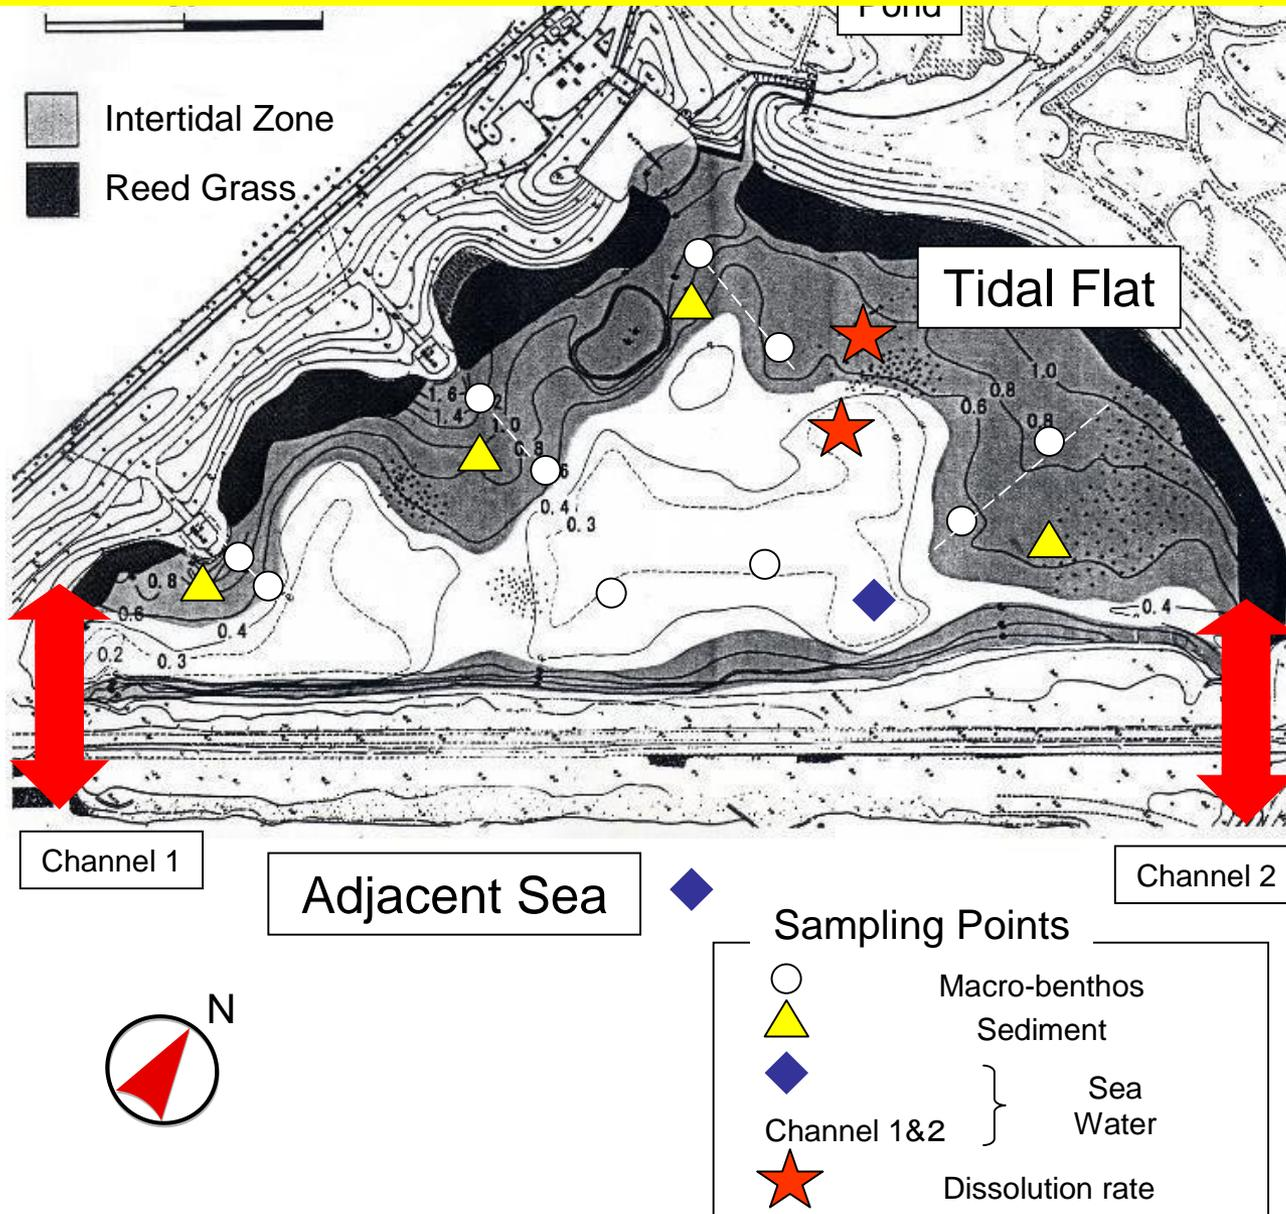 Pond
Intertidal Zone
Reed Grass
Tidal Flat
1.0
0.8
0.6
0.8
1.6
1.4
1.0
0.8
6
0.4
0.3
0.8
0.6
0.4
0.4
0.2
0.3
Channel 1
Channel 2
Adjacent Sea
Sampling Points
Macro-benthos
Sediment
Sea
Water
Channel 1&2
Dissolution rate
N